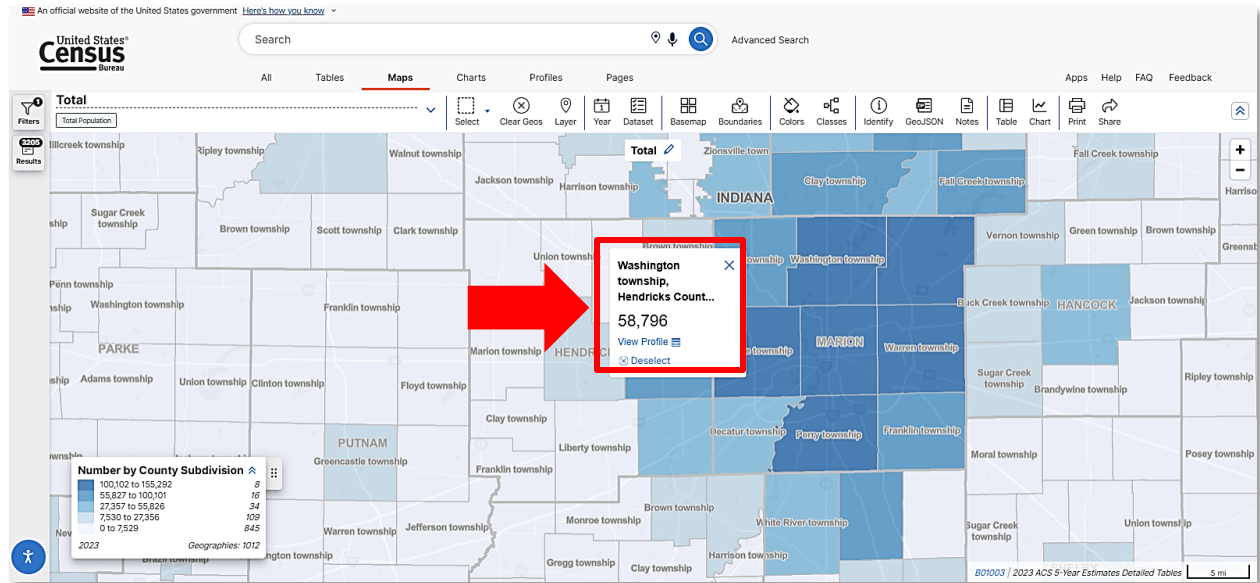 An official website of the United States government Here's how you know
United States®
Census
Bureau
Search
Advanced Search
All Tables Maps Charts Profiles Pages
Apps Help FAQ Feedback
1
Filters
3205
Results
Total
Total Population
Select
Clear Geos
Layer
1
Year
Dataset
Basemap
Boundaries
Colors
Classes
Identify
GeoJSON
Notes
Table
Chart
Print
Share
Total
+
−
Ripley township
Walnut township
Zionsville town
Fall Creek township
Jackson township
Harrison township
Clay township
Fall Creek township
INDIANA
Harriso
Sugar Creek
township
ship
Brown township
Scott township
Clark township
Vernon township
Green township
Brown township
Greensb
Brown township
Union township
Washington
township,
Hendricks Count...
58,796
View Profile
Deselect
ownship
Washington township
Penn township
Washington township
Franklin township
Buck Creek township
HANCOCK
Jackson township
PARKE
Marion township
HENDRIC
township
MARION
Warren township
ship
Adams township
Union township
Clinton township
Floyd township
Sugar Creek
township
Brandywine township
Ripley township
Clay township
Decatur township
Perry township
Franklin township
PUTNAM
Greencastle township
Liberty township
Franklin township
Moral township
Posey township
Number by County Subdivision
100,102 to 155,292 8
55,827 to 100,101 16
27,357 to 55,826 34
7,530 to 27,356 109
0 to 7,529 845
2023 Geographies: 1012
Warren township
Jefferson township
Monroe township
Brown township
White River township
Sugar Creek
township
Union township
ngton township
Gregg township
Clay township
Harrison township
B01003 | 2023 ACS 5-Year Estimates Detailed Tables
5 mi